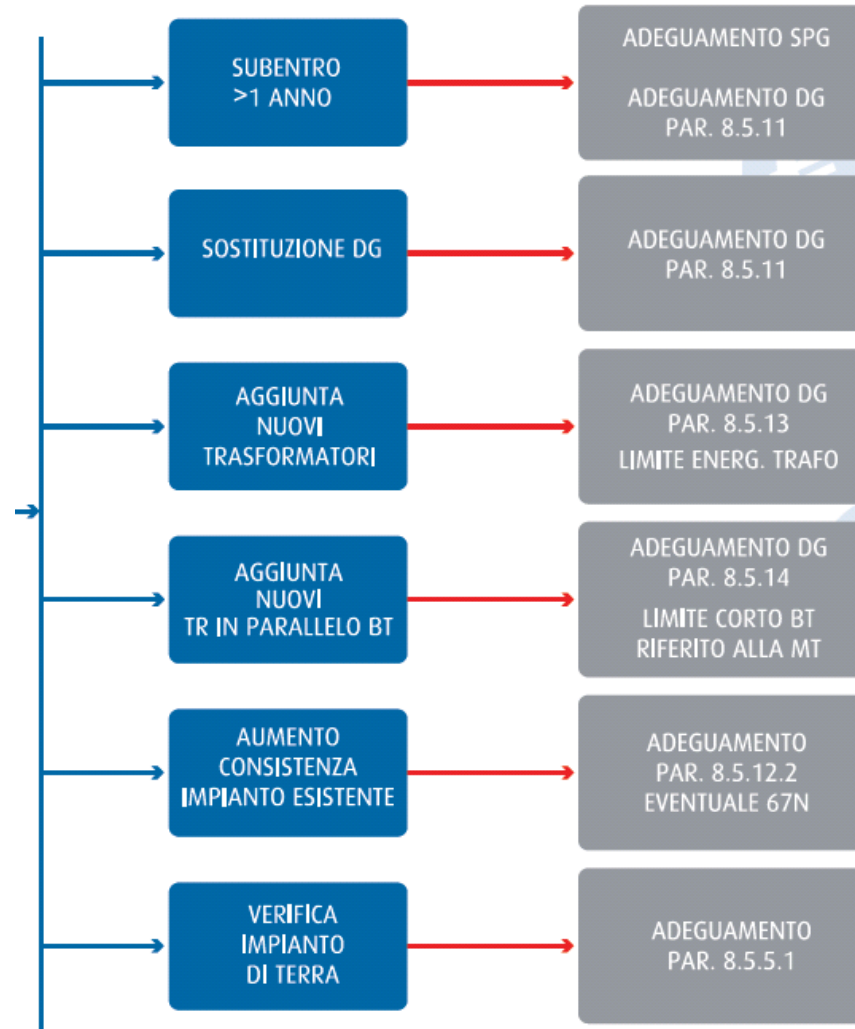 SUBENTRO
>1 ANNO
ADEGUAMENTO SPG
ADEGUAMENTO DG
PAR. 8.5.11
SOSTITUZIONE DG
ADEGUAMENTO DG
PAR. 8.5.11
AGGIUNTA
NUOVI
TRASFORMATORI
ADEGUAMENTO DG
PAR. 8.5.13
LIMITE ENERG. TRAFO
AGGIUNTA
NUOVI
TR IN PARALLELO BT
ADEGUAMENTO DG
PAR. 8.5.14
LIMITE CORTO BT
RIFERITO ALLA MT
AUMENTO
CONSISTENZA
IMPIANTO ESISTENTE
ADEGUAMENTO
PAR. 8.5.12.2
EVENTUALE 67N
VERIFICA
IMPIANTO
DI TERRA
ADEGUAMENTO
PAR. 8.5.5.1